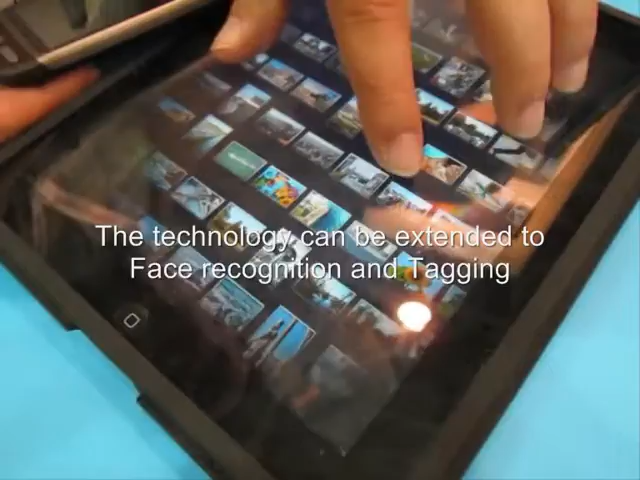 The technology can be extended to
Face recognition and Tagging